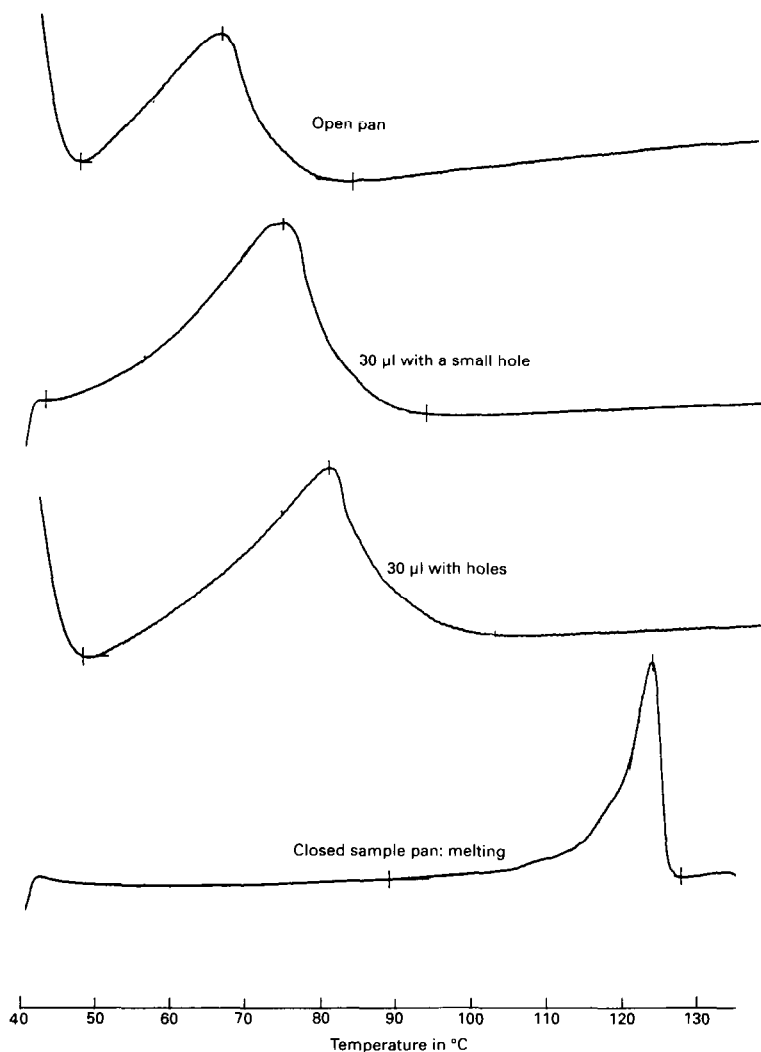 Open pan
30 µl with a small hole
30 µl with holes
Closed sample pan: melting
40 50 60 70 80 90 100 110 120 130
Temperature in °C